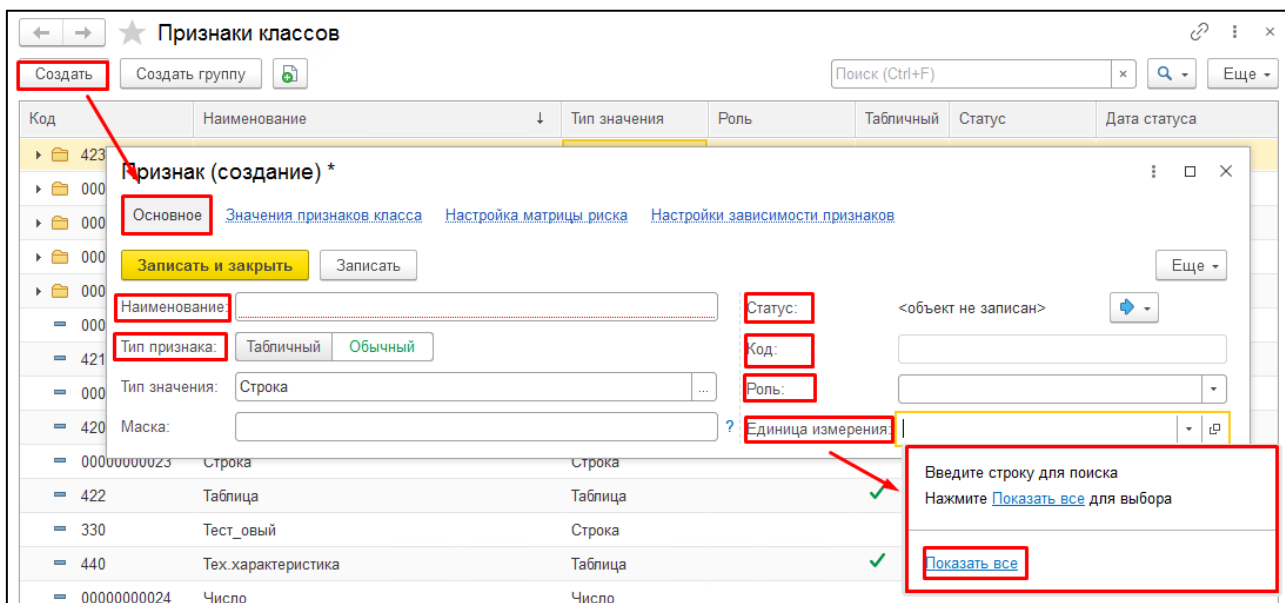 Признаки классов
Создать Создать группу Поиск (Ctrl+F) × Еще
Код Наименование ↓ Тип значения Роль Табличный Статус Дата статуса
423
Признак (создание) *
000
Основное Значения признаков класса Настройка матрицы риска Настройки зависимости признаков
000
000
Записать и закрыть Записать Еще
000
Наименование: Статус: <объект не записан>
000
Тип признака: Табличный Обычный Код:
421
Тип значения: Строка ... Роль:
000
420 Маска: ? Единица измерения:
00000000023 Строка Строка
Введите строку для поиска
422 Таблица Таблица
Нажмите Показать все для выбора
330 Тест_овый Строка
440 Тех.характеристика Таблица
Показать все
00000000024 Число Число